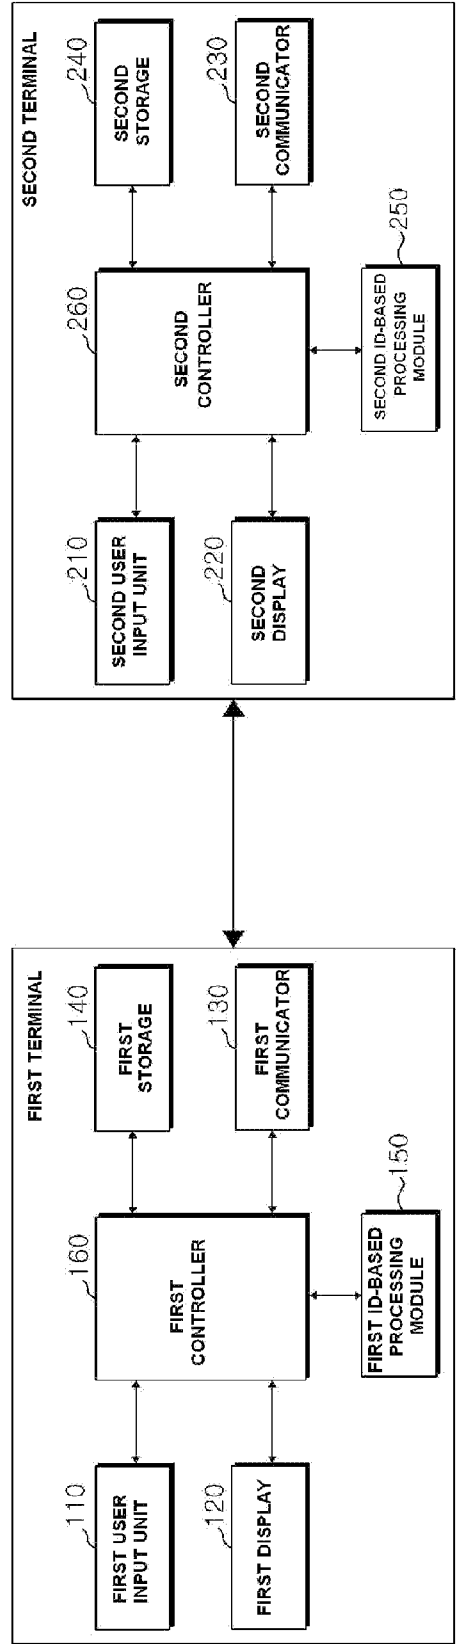 FIRST TERMINAL
110
FIRST USER
INPUT UNIT
160
FIRST
CONTROLLER
140
FIRST
STORAGE
120
FIRST DISPLAY
130
FIRST
COMMUNICATOR
FIRST ID-BASED
PROCESSING
MODULE
150
SECOND TERMINAL
210
SECOND USER
INPUT UNIT
260
SECOND
CONTROLLER
240
SECOND
STORAGE
220
SECOND
DISPLAY
230
SECOND
COMMUNICATOR
SECOND ID-BASED
PROCESSING
MODULE
250